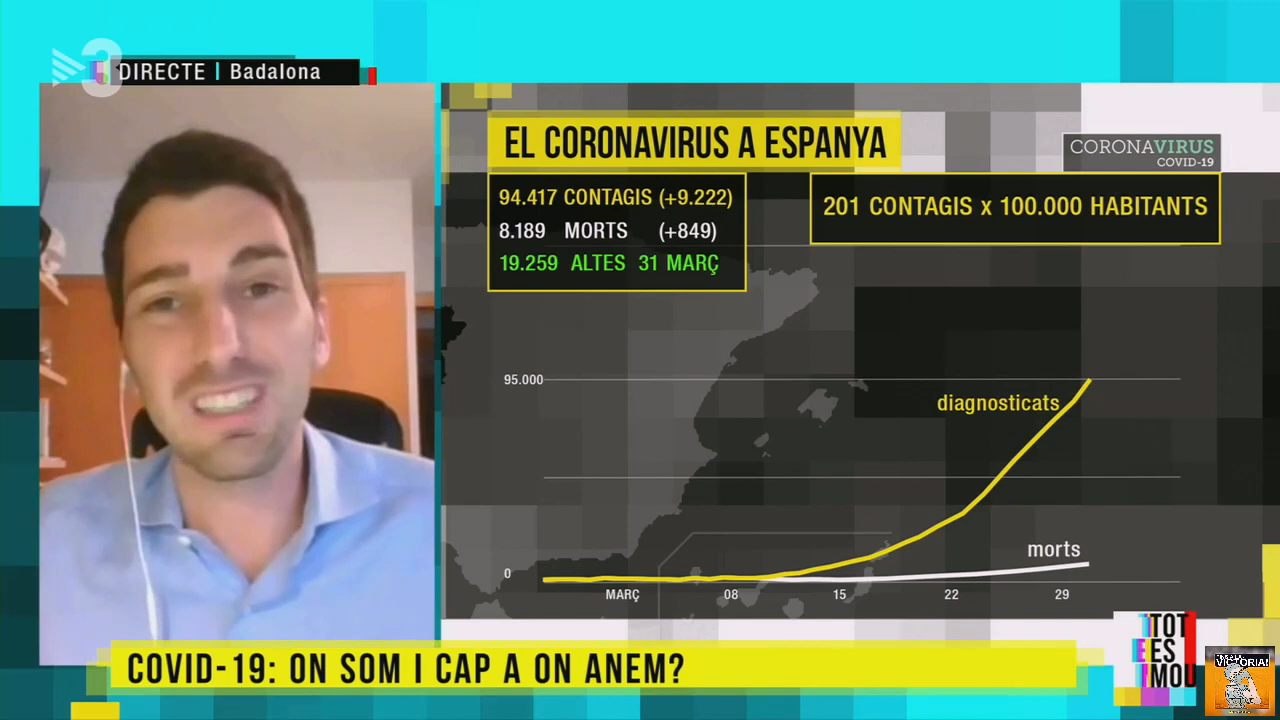 3
DIRECTE | Badalona
EL CORONAVIRUS A ESPANYA
CORONAVIRUS
COVID-19
94.417 CONTAGIS (+9.222)
8.189 MORTS (+849)
19.259 ALTES 31 MARÇ
201 CONTAGIS x 100.000 HABITANTS
95.000
diagnosticats
morts
0
MARÇ 08 15 22 29
COVID-19: ON SOM I CAP A ON ANEM?
TOT
ES
MOU
VICTORIA!